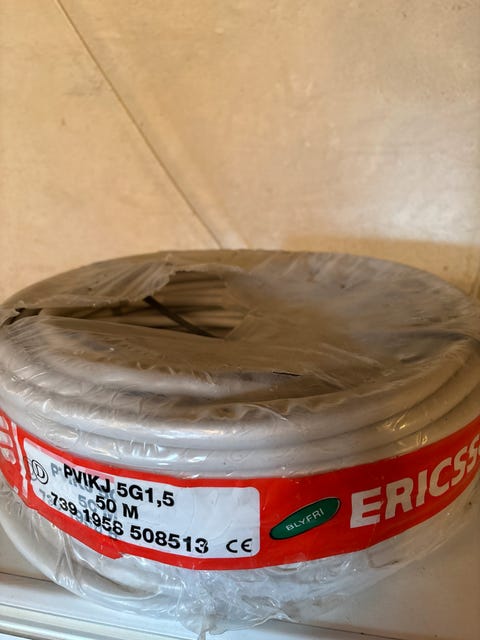 PVIKJ 5G1,5
50 M
739 1958 508513 CE
BLYFRI
ERICSS